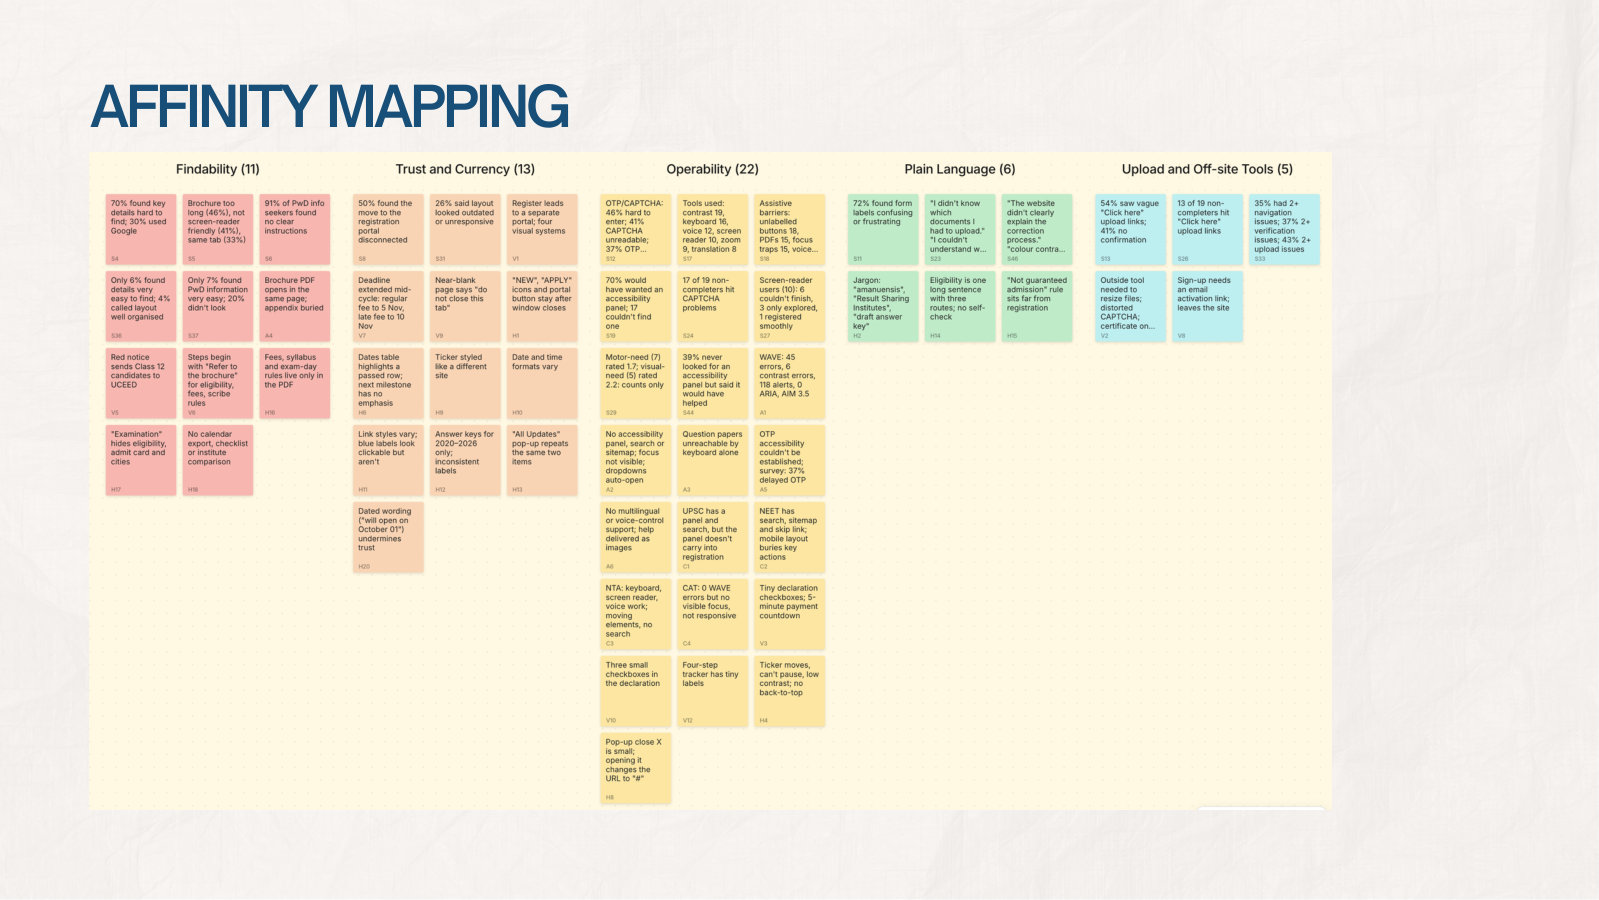 AFFINITY MAPPING
Findability (11)
70% found key
details hard to
find; 30% used
Google
S4
Brochure too
long (46%), not
screen-reader
friendly (41%),
same tab (33%)
S5
91% of PwD info
seekers found
no clear
instructions
S6
Only 6% found
details very
easy to find; 4%
called layout
well organised
S36
Only 7% found
PwD information
very easy; 20%
didn't look
S37
Brochure PDF
opens in the
same page;
appendix buried
A4
Red notice
sends Class 12
candidates to
UCEED
V5
Steps begin
with "Refer to
the brochure"
for eligibility,
fees, scribe
rules
V6
Fees, syllabus
and exam-day
rules live only in
the PDF
H16
"Examination"
hides eligibility,
admit card and
cities
H17
No calendar
export, checklist
or institute
comparison
H18
Trust and Currency (13)
50% found the
move to the
registration
portal
disconnected
S8
26% said layout
looked outdated
or unresponsive
S31
Register leads
to a separate
portal; four
visual systems
V1
Deadline
extended mid-
cycle: regular
fee to 5 Nov,
late fee to 10
Nov
V7
Near-blank
page says "do
not close this
tab"
V9
"NEW", "APPLY"
icons and portal
button stay after
window closes
H1
Dates table
highlights a
passed row;
next milestone
has no
emphasis
H6
Ticker styled
like a different
site
H9
Date and time
formats vary
H10
Link styles vary;
blue labels look
clickable but
aren't
H11
Answer keys for
2020–2026
only;
inconsistent
labels
H12
"All Updates"
pop-up repeats
the same two
items
H13
Dated wording
("will open on
October 01")
undermines
trust
H20
Operability (22)
OTP/CAPTCHA:
46% hard to
enter; 41%
CAPTCHA
unreadable;
37% OTP...
S12
Tools used:
contrast 19,
keyboard 16,
voice 12, screen
reader 10, zoom
9, translation 8
S17
Assistive
barriers:
unlabelled
buttons 18,
PDFs 15, focus
traps 15, voice...
S18
70% would
have wanted an
accessibility
panel; 17
couldn't find
one
S19
17 of 19 non-
completers hit
CAPTCHA
problems
S24
Screen-reader
users (10): 6
couldn't finish,
3 only explored,
1 registered
smoothly
S27
Motor-need (7)
rated 1.7; visual-
need (5) rated
2.2: counts only
S29
39% never
looked for an
accessibility
panel but said it
would have
helped
S44
WAVE: 45
errors, 6
contrast errors,
118 alerts, 0
ARIA, AIM 3.5
A1
No accessibility
panel, search or
sitemap; focus
not visible;
dropdowns
auto-open
A2
Question papers
unreachable by
keyboard alone
A3
OTP
accessibility
couldn't be
established;
survey: 37%
delayed OTP
A5
No multilingual
or voice-control
support; help
delivered as
images
A6
UPSC has a
panel and
search, but the
panel doesn't
carry into
registration
C1
NEET has
search, sitemap
and skip link;
mobile layout
buries key
actions
C2
NTA: keyboard,
screen reader,
voice work;
moving
elements, no
search
C3
CAT: 0 WAVE
errors but no
visible focus,
not responsive
C4
Tiny declaration
checkboxes; 5-
minute payment
countdown
V3
Three small
checkboxes in
the declaration
V10
Four-step
tracker has tiny
labels
V12
Ticker moves,
can't pause, low
contrast; no
back-to-top
H4
Pop-up close X
is small;
opening it
changes the
URL to "#"
H8
Plain Language (6)
72% found form
labels confusing
or frustrating
S11
"I didn't know
which
documents I
had to upload."
"I couldn't
understand w...
S23
"The website
didn't clearly
explain the
correction
process."
"colour contra...
S46
Jargon:
"amanuensis",
"Result Sharing
Institutes",
"draft answer
key"
H2
Eligibility is one
long sentence
with three
routes; no self-
check
H14
"Not guaranteed
admission" rule
sits far from
registration
H15
Upload and Off-site Tools (5)
54% saw vague
"Click here"
upload links;
41% no
confirmation
S13
13 of 19 non-
completers hit
"Click here"
upload links
S26
35% had 2+
navigation
issues; 37% 2+
verification
issues; 43% 2+
upload issues
S33
Outside tool
needed to
resize files;
distorted
CAPTCHA;
certificate on...
V2
Sign-up needs
an email
activation link;
leaves the site
V8